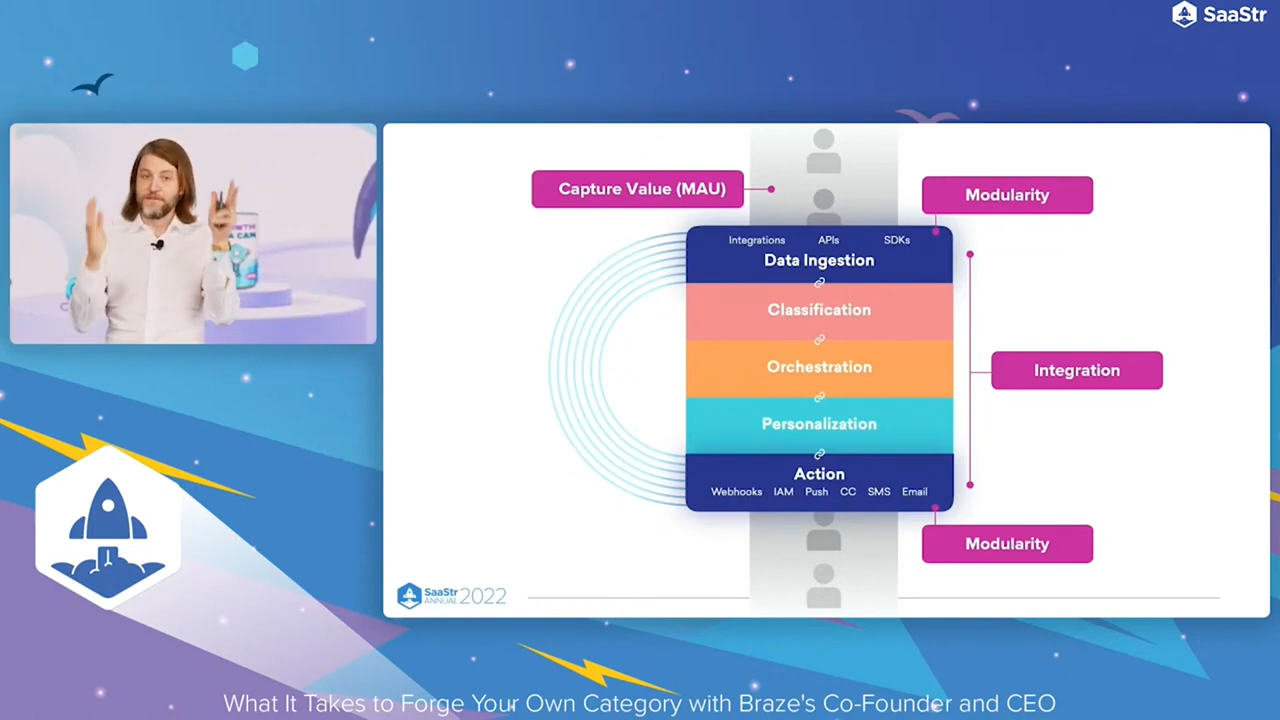 SaaStr
Capture Value (MAU)
Modularity
Integrations APIs SDKs
Data Ingestion
Classification
Orchestration
Integration
Personalization
Action
Webhooks IAM Push CC SMS Email
Modularity
SaaStr
ANNUAL 2022
What It Takes to Forge Your Own Category with Braze's Co-Founder and CEO